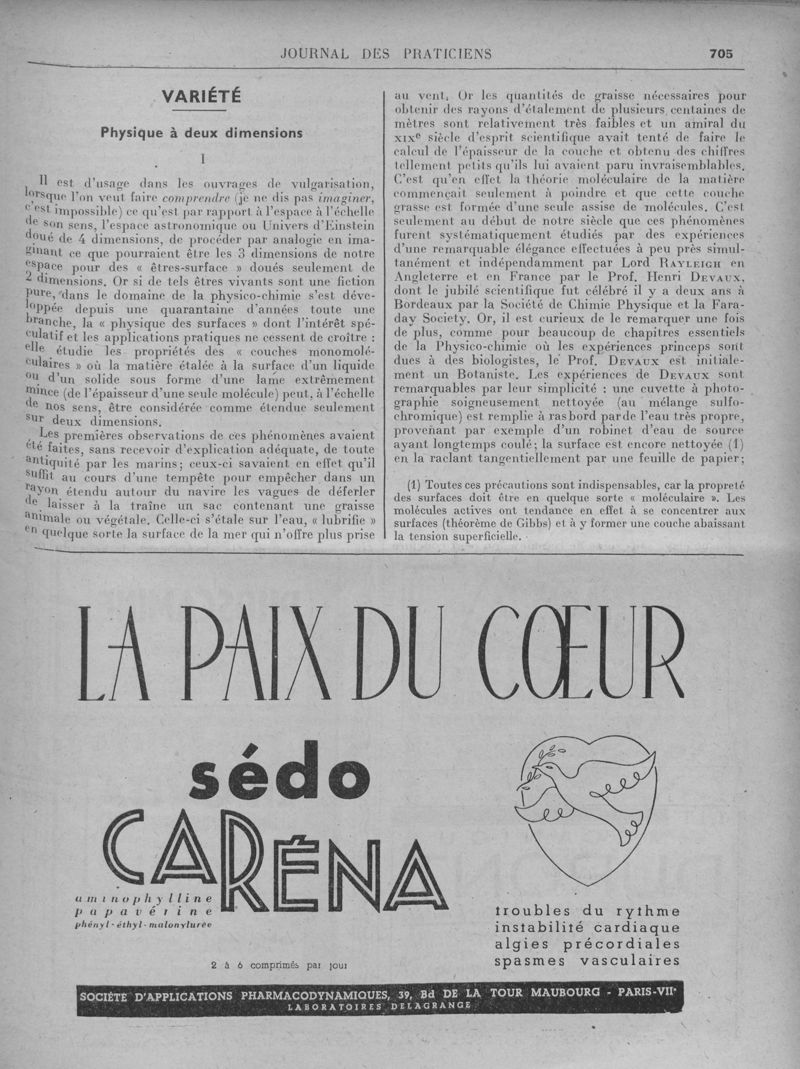 JOURNAL DES PRATICIENS
705
VARIÉTÉ
Physique à deux dimensions
I
Il est d'usage dans les ouvrages de vulgarisation,
lorsque l'on veut faire comprendre (je ne dis pas imaginer,
c'est impossible) ce qu'est par rapport à l'espace à l'échelle
de son sens, l'espace astronomique ou Univers d'Einstein
doué de 4 dimensions, de procéder par analogie en ima-
ginant ce que pourraient être les 3 dimensions de notre
espace pour des « êtres-surface » doués seulement de
2 dimensions. Or si de tels êtres vivants sont une fiction
pure, dans le domaine de la physico-chimie s'est déve-
loppée depuis une quarantaine d'années toute une
branche, la « physique des surfaces » dont l'intérêt spé-
culatif et les applications pratiques ne cessent de croître :
elle étudie les propriétés des « couches monomolé-
culaires » où la matière étalée à la surface d'un liquide
ou d'un solide sous forme d'une lame extrêmement
mince (de l'épaisseur d'une seule molécule) peut, à l'échelle
de nos sens, être considérée comme étendue seulement
sur deux dimensions.
Les premières observations de ces phénomènes avaient
été faites, sans recevoir d'explication adéquate, de toute
antiquité par les marins ; ceux-ci savaient en effet qu'il
suffit au cours d'une tempête pour empêcher dans un
rayon étendu autour du navire les vagues de déferler
de laisser à la traîne un sac contenant une graisse
animale ou végétale. Celle-ci s'étale sur l'eau, « lubrifie »
en quelque sorte la surface de la mer qui n'offre plus prise
au vent. Or les quantités de graisse nécessaires pour
obtenir des rayons d'étalement de plusieurs centaines de
mètres sont relativement très faibles et un amiral du
XIXe siècle d'esprit scientifique avait tenté de faire le
calcul de l'épaisseur de la couche et obtenu des chiffres
tellement petits qu'ils lui avaient paru invraisemblables.
C'est qu'en effet la théorie moléculaire de la matière
commençait seulement à poindre et que cette couche
grasse est formée d'une seule assise de molécules. C'est
seulement au début de notre siècle que ces phénomènes
furent systématiquement étudiés par des expériences
d'une remarquable élégance effectuées à peu près simul-
tanément et indépendamment par Lord RAYLEIGH en
Angleterre et en France par le Prof. Henri DEVAUX,
dont le jubilé scientifique fut célébré il y a deux ans à
Bordeaux par la Société de Chimie Physique et la Fara-
day Society. Or, il est curieux de le remarquer une fois
de plus, comme pour beaucoup de chapitres essentiels
de la Physico-chimie où les expériences princeps sont
dues à des biologistes, le Prof. DEVAUX est initiale-
ment un Botaniste. Les expériences de DEVAUX sont
remarquables par leur simplicité : une cuvette à photo-
graphie soigneusement nettoyée (au mélange sulfo-
chromique) est remplie à ras bord par de l'eau très propre,
provenant par exemple d'un robinet d'eau de source
ayant longtemps coulé ; la surface est encore nettoyée (1)
en la raclant tangentiellement par une feuille de papier ;
(1) Toutes ces précautions sont indispensables, car la propreté
des surfaces doit être en quelque sorte « moléculaire ». Les
molécules actives ont tendance en effet à se concentrer aux
surfaces (théorème de Gibbs) et à y former une couche abaissant
la tension superficielle.
LA PAIX DU CŒUR
sédo
CARÉNA
aminophylline
papavérine
phényl-éthyl-malonylurée
2 à 6 comprimés par jour
troubles du rythme
instabilité cardiaque
algies précordiales
spasmes vasculaires
SOCIÉTÉ D'APPLICATIONS PHARMACODYNAMIQUES, 39, Bd DE LA TOUR MAUBOURG - PARIS-VIIe
LABORATOIRES DELAGRANGE